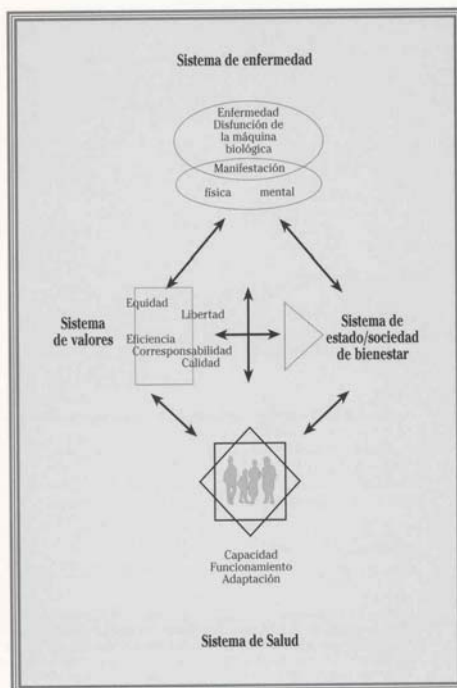 Sistema de enfermedad
Enfermedad
Disfunción de
la máquina
biológica
Manifestación
física mental
Sistema
de valores
Equidad
Libertad
Eficiencia
Corresponsabilidad
Calidad
Sistema de
estado/sociedad
de bienestar
Capacidad
Funcionamiento
Adaptación
Sistema de Salud